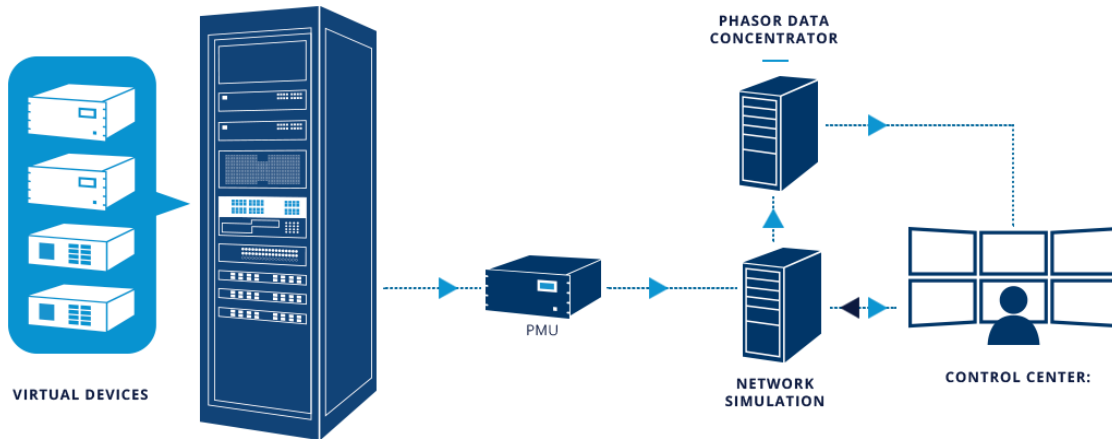 PHASOR DATA
CONCENTRATOR
PMU
VIRTUAL DEVICES
NETWORK
SIMULATION
CONTROL CENTER: